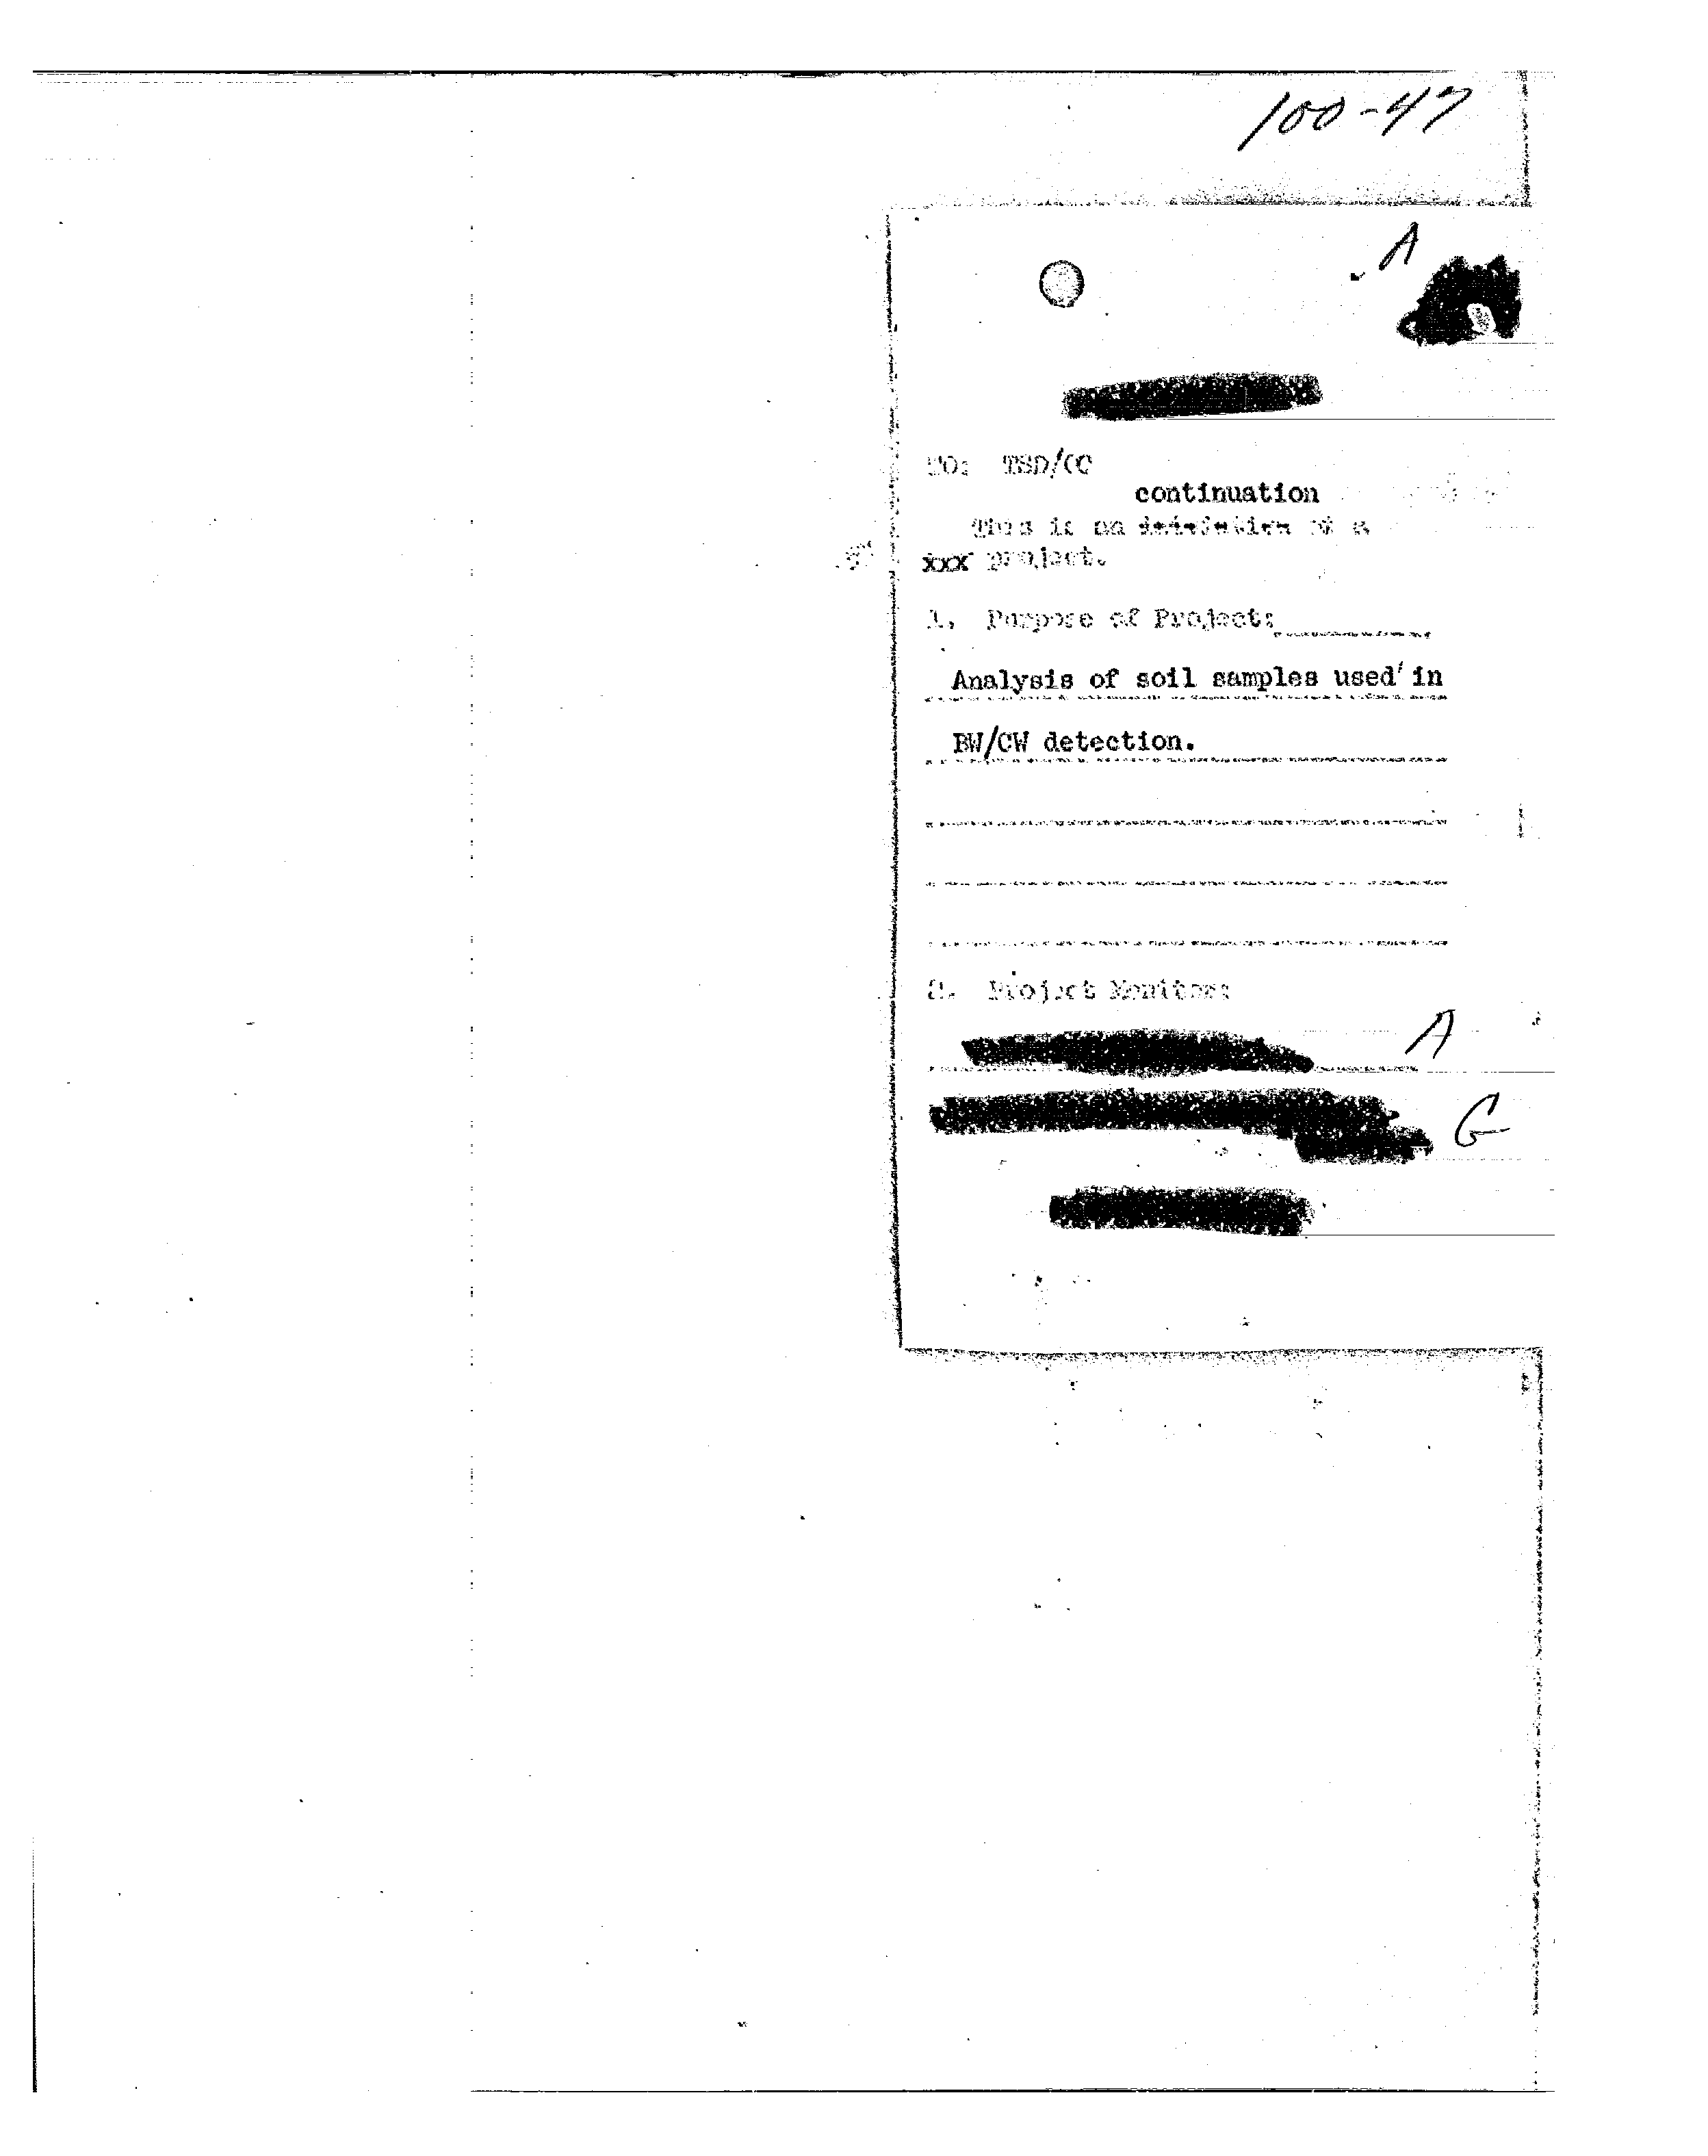 100-47
A
TO: TSD/CC
continuation
This is an initiation of a
xxx project.
1. Purpose of Project:
Analysis of soil samples used in
BW/CW detection.
2. Project Monitor:
A
C